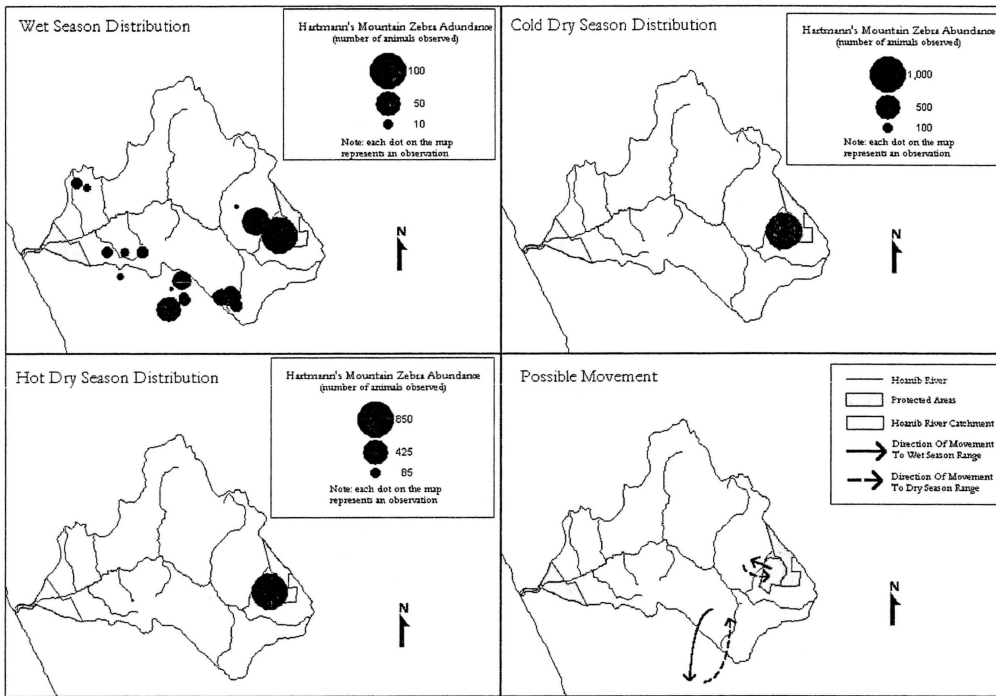 Wet Season Distribution
Hartmann's Mountain Zebra Adundance
(number of animals observed)
100
50
10
Note: each dot on the map
represents an observation
N
Cold Dry Season Distribution
Hartmann's Mountain Zebra Abundance
(number of animals observed)
1,000
500
100
Note: each dot on the map
represents an observation
N
Hot Dry Season Distribution
Hartmann's Mountain Zebra Abundance
(number of animals observed)
850
425
85
Note: each dot on the map
represents an observation
N
Possible Movement
Hoanib River
Protected Areas
Hoanib River Catchment
Direction Of Movement
To Wet Season Range
Direction Of Movement
To Dry Season Range
N